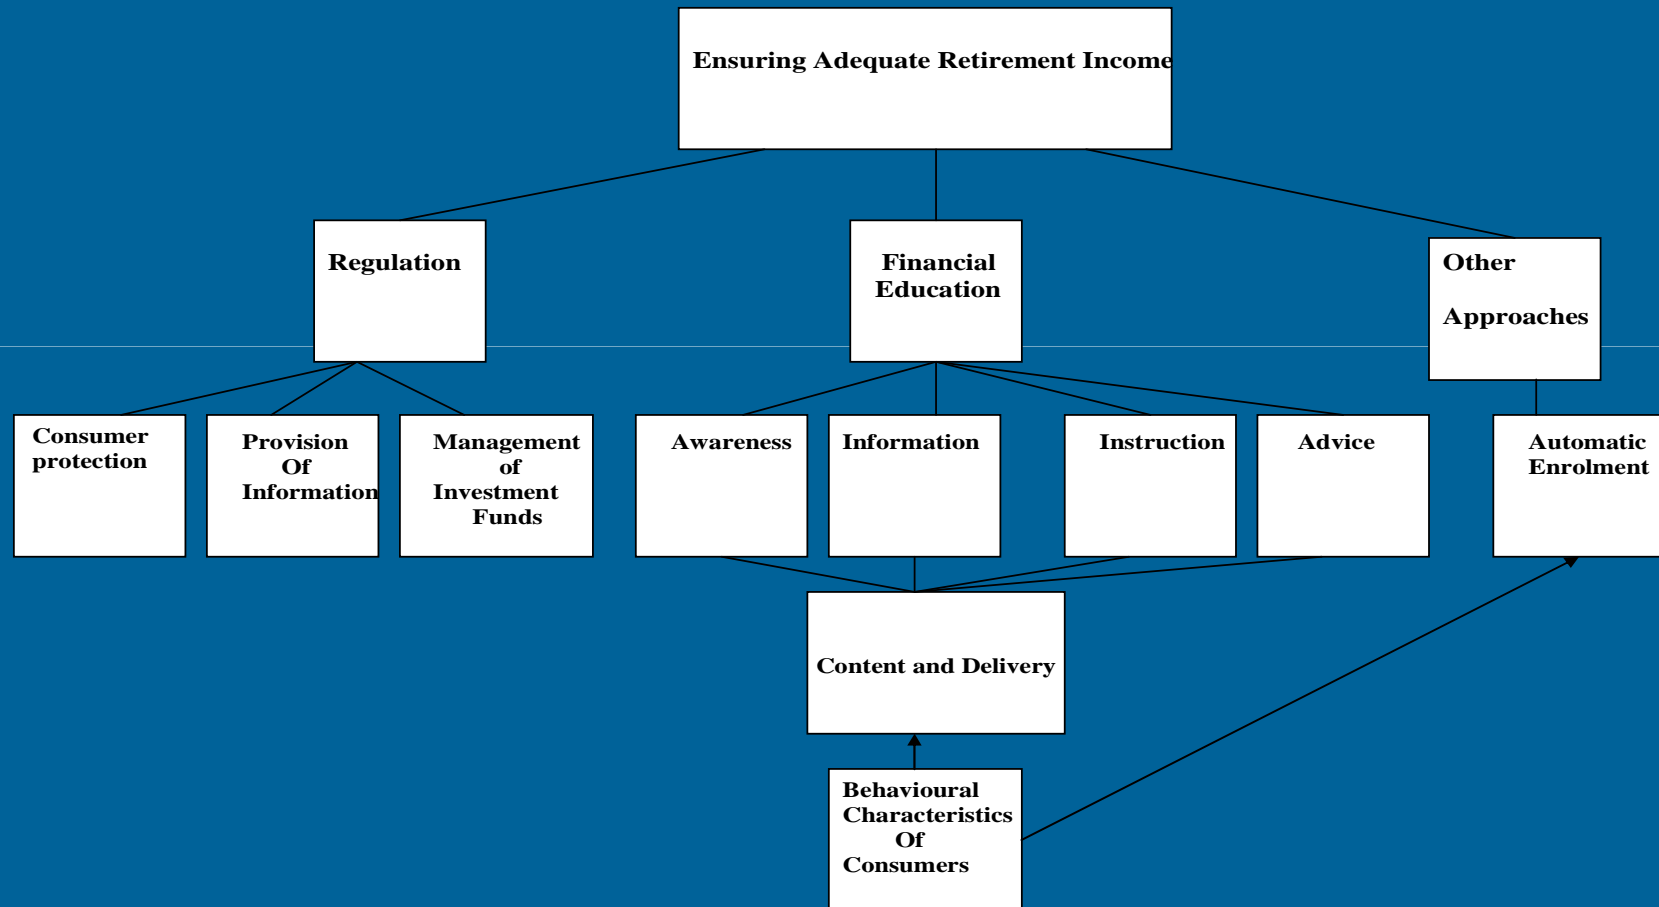 Ensuring Adequate Retirement Income
Regulation
Financial
Education
Other
Approaches
Consumer
protection
Provision
Of
Information
Management
of
Investment
Funds
Awareness
Information
Instruction
Advice
Automatic
Enrolment
Content and Delivery
Behavioural
Characteristics
Of
Consumers